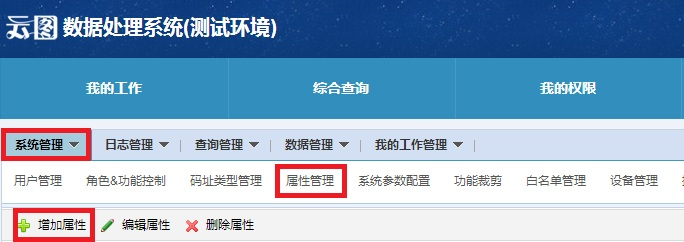 云图 数据处理系统(测试环境)
我的工作 综合查询 我的权限
系统管理 日志管理 查询管理 数据管理 我的工作管理
用户管理 角色&功能控制 码址类型管理 属性管理 系统参数配置 功能裁剪 白名单管理 设备管理
增加属性 编辑属性 删除属性